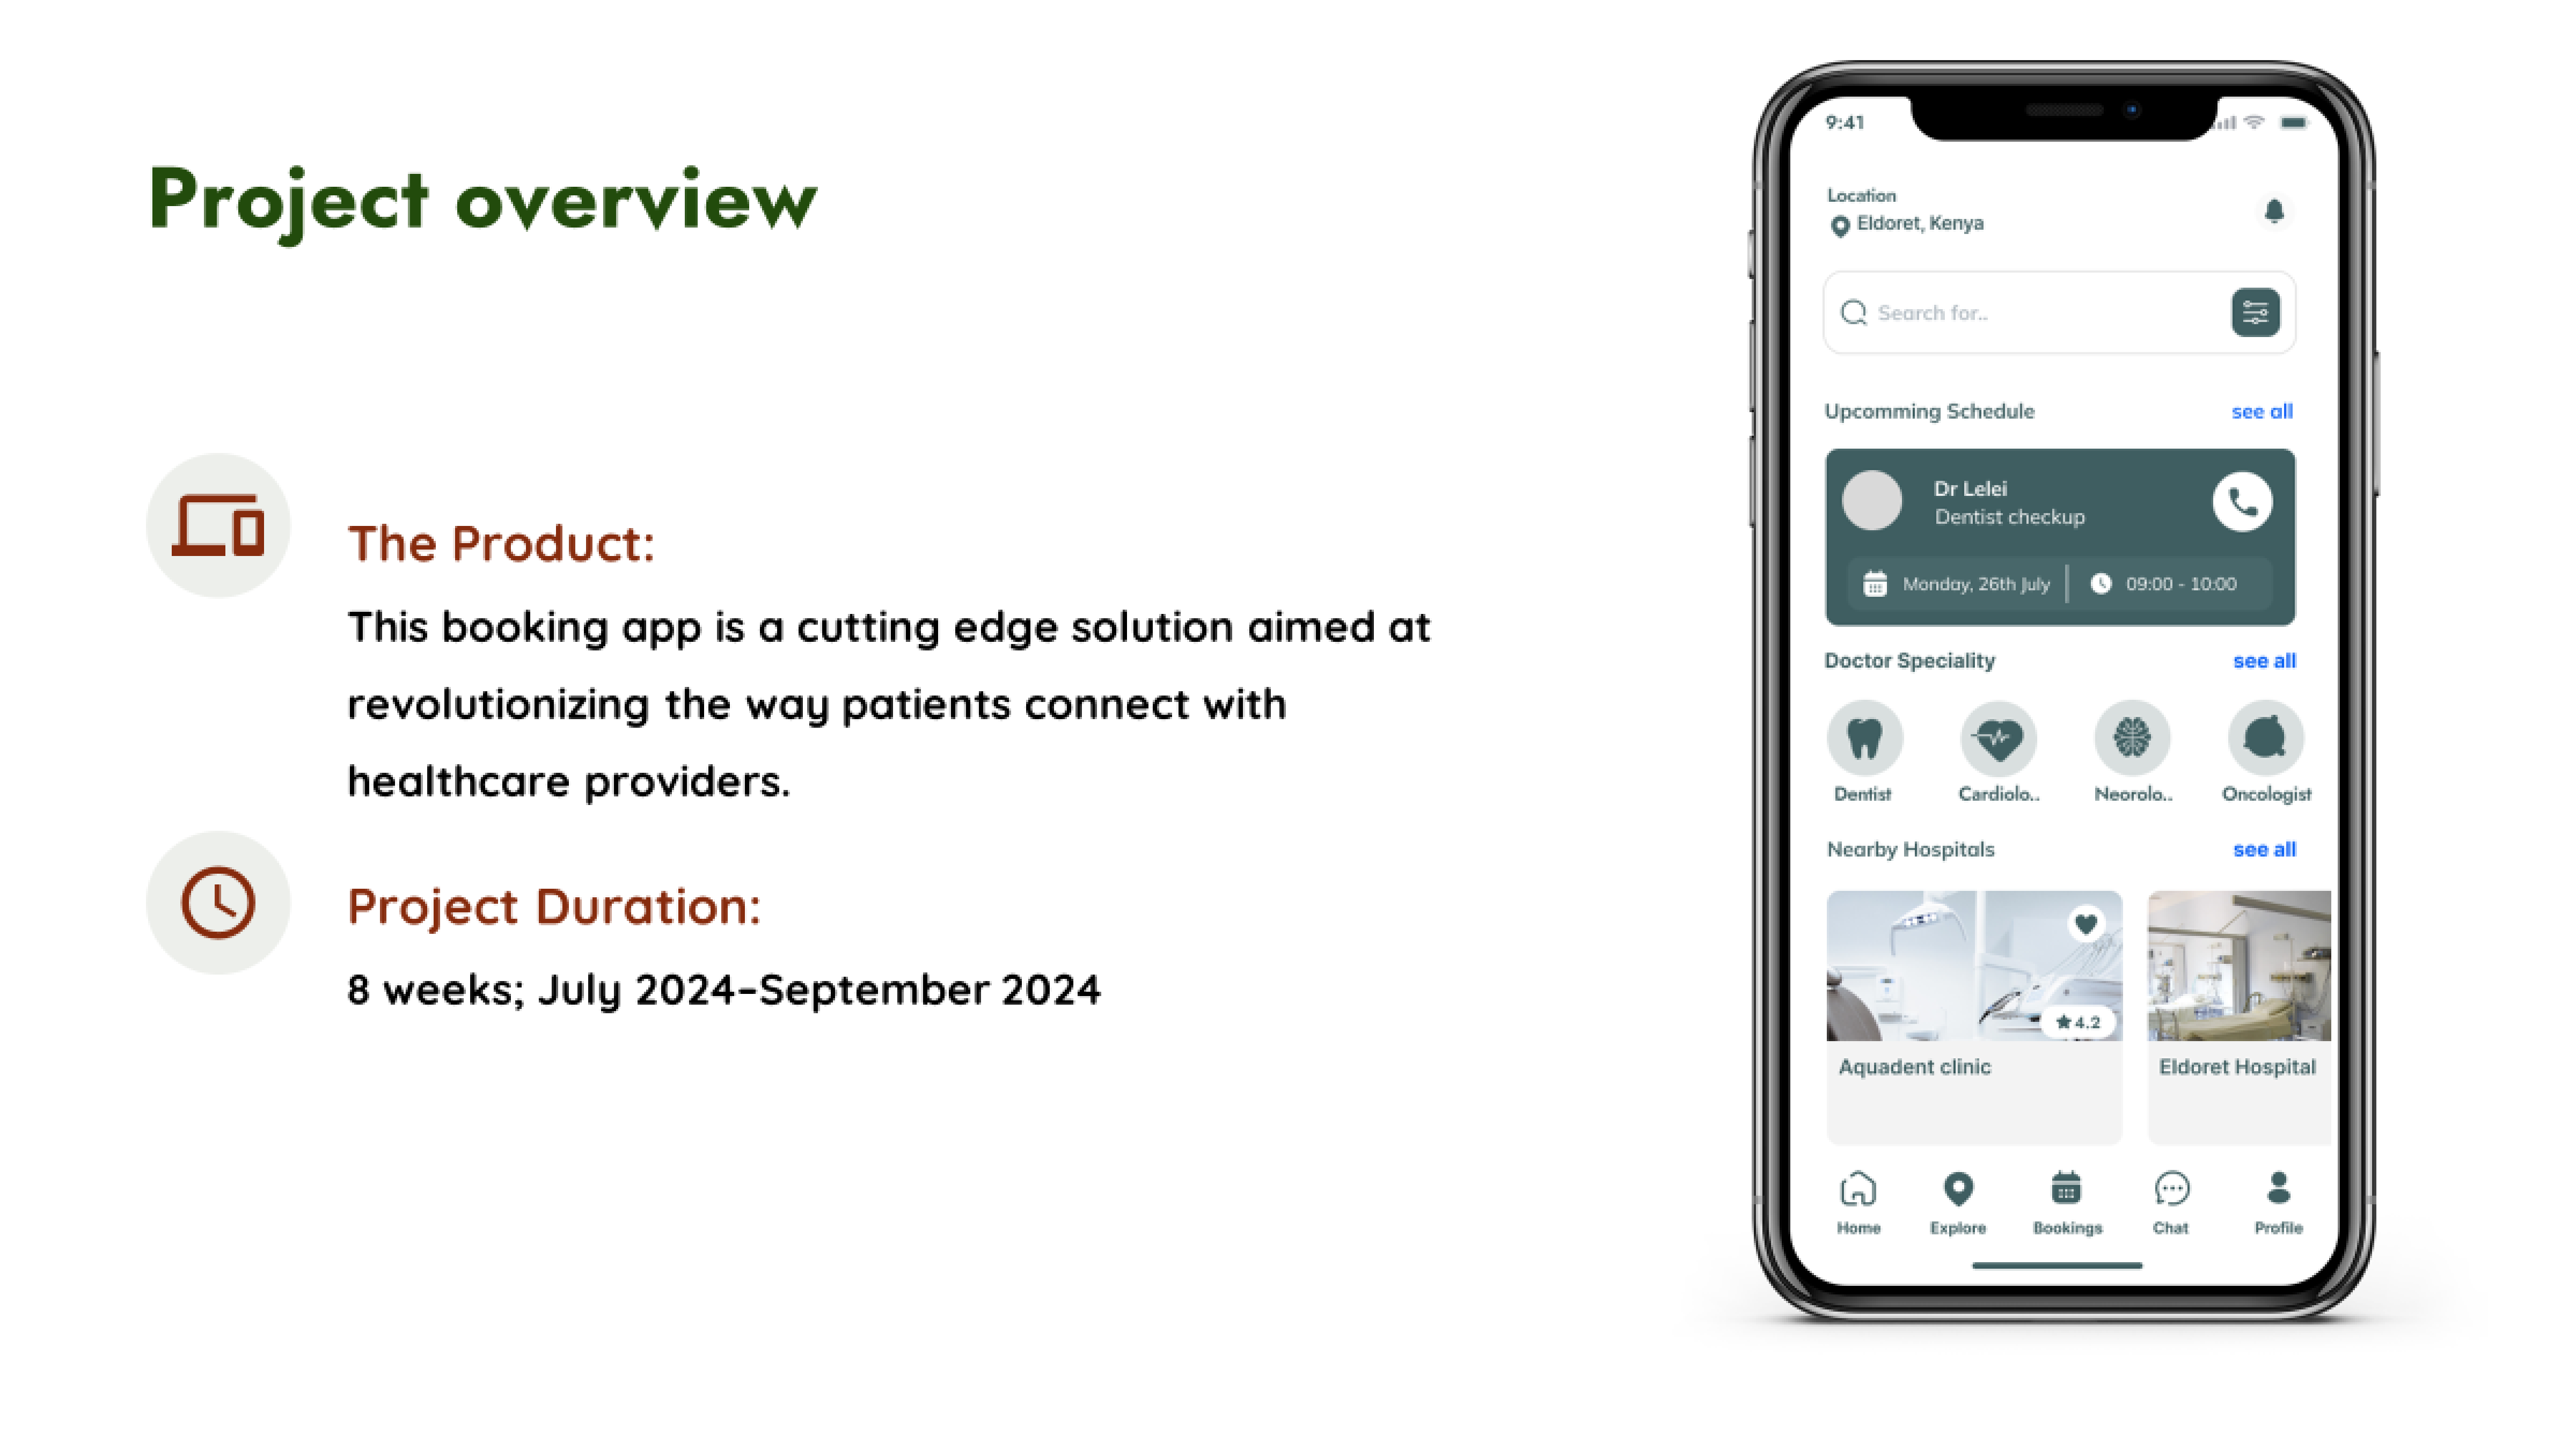 Project overview
The Product:
This booking app is a cutting edge solution aimed at
revolutionizing the way patients connect with
healthcare providers.
Project Duration:
8 weeks; July 2024–September 2024
9:41
Location
Eldoret, Kenya
Search for..
Upcomming Schedule see all
Dr Lelei
Dentist checkup
Monday, 26th July 09:00 - 10:00
Doctor Speciality see all
Dentist Cardiolo.. Neorolo.. Oncologist
Nearby Hospitals see all
4.2
Aquadent clinic Eldoret Hospital
Home Explore Bookings Chat Profile